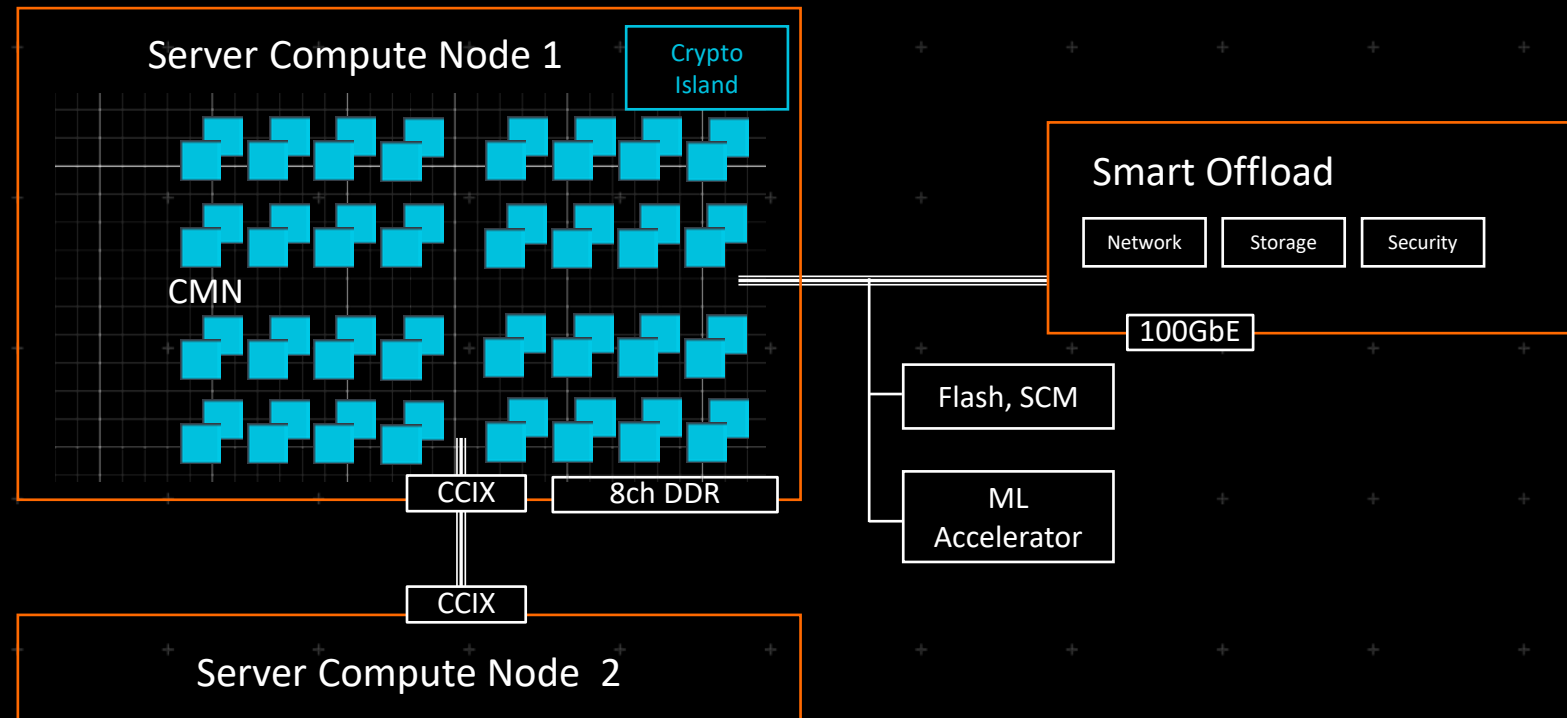 Server Compute Node 1
Crypto
Island
CMN
CCIX
8ch DDR
Smart Offload
Network
Storage
Security
100GbE
Flash, SCM
ML
Accelerator
CCIX
Server Compute Node 2